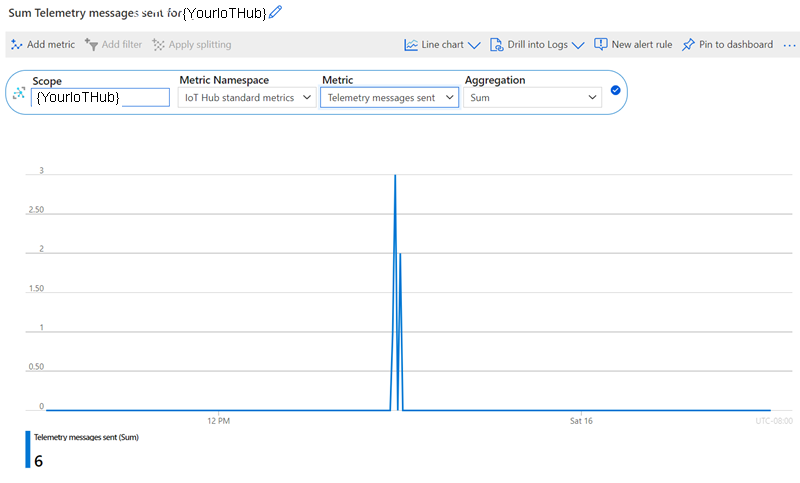 Sum Telemetry messages sent for{YourIoTHub}
Add metric Add filter Apply splitting Line chart Drill into Logs New alert rule Pin to dashboard ...
Scope Metric Namespace Metric Aggregation
{YourIoTHub} IoT Hub standard metrics Telemetry messages sent Sum
3
2.50
2
1.50
1
0.50
0
12 PM Sat 16 UTC-08:00
Telemetry messages sent (Sum)
6